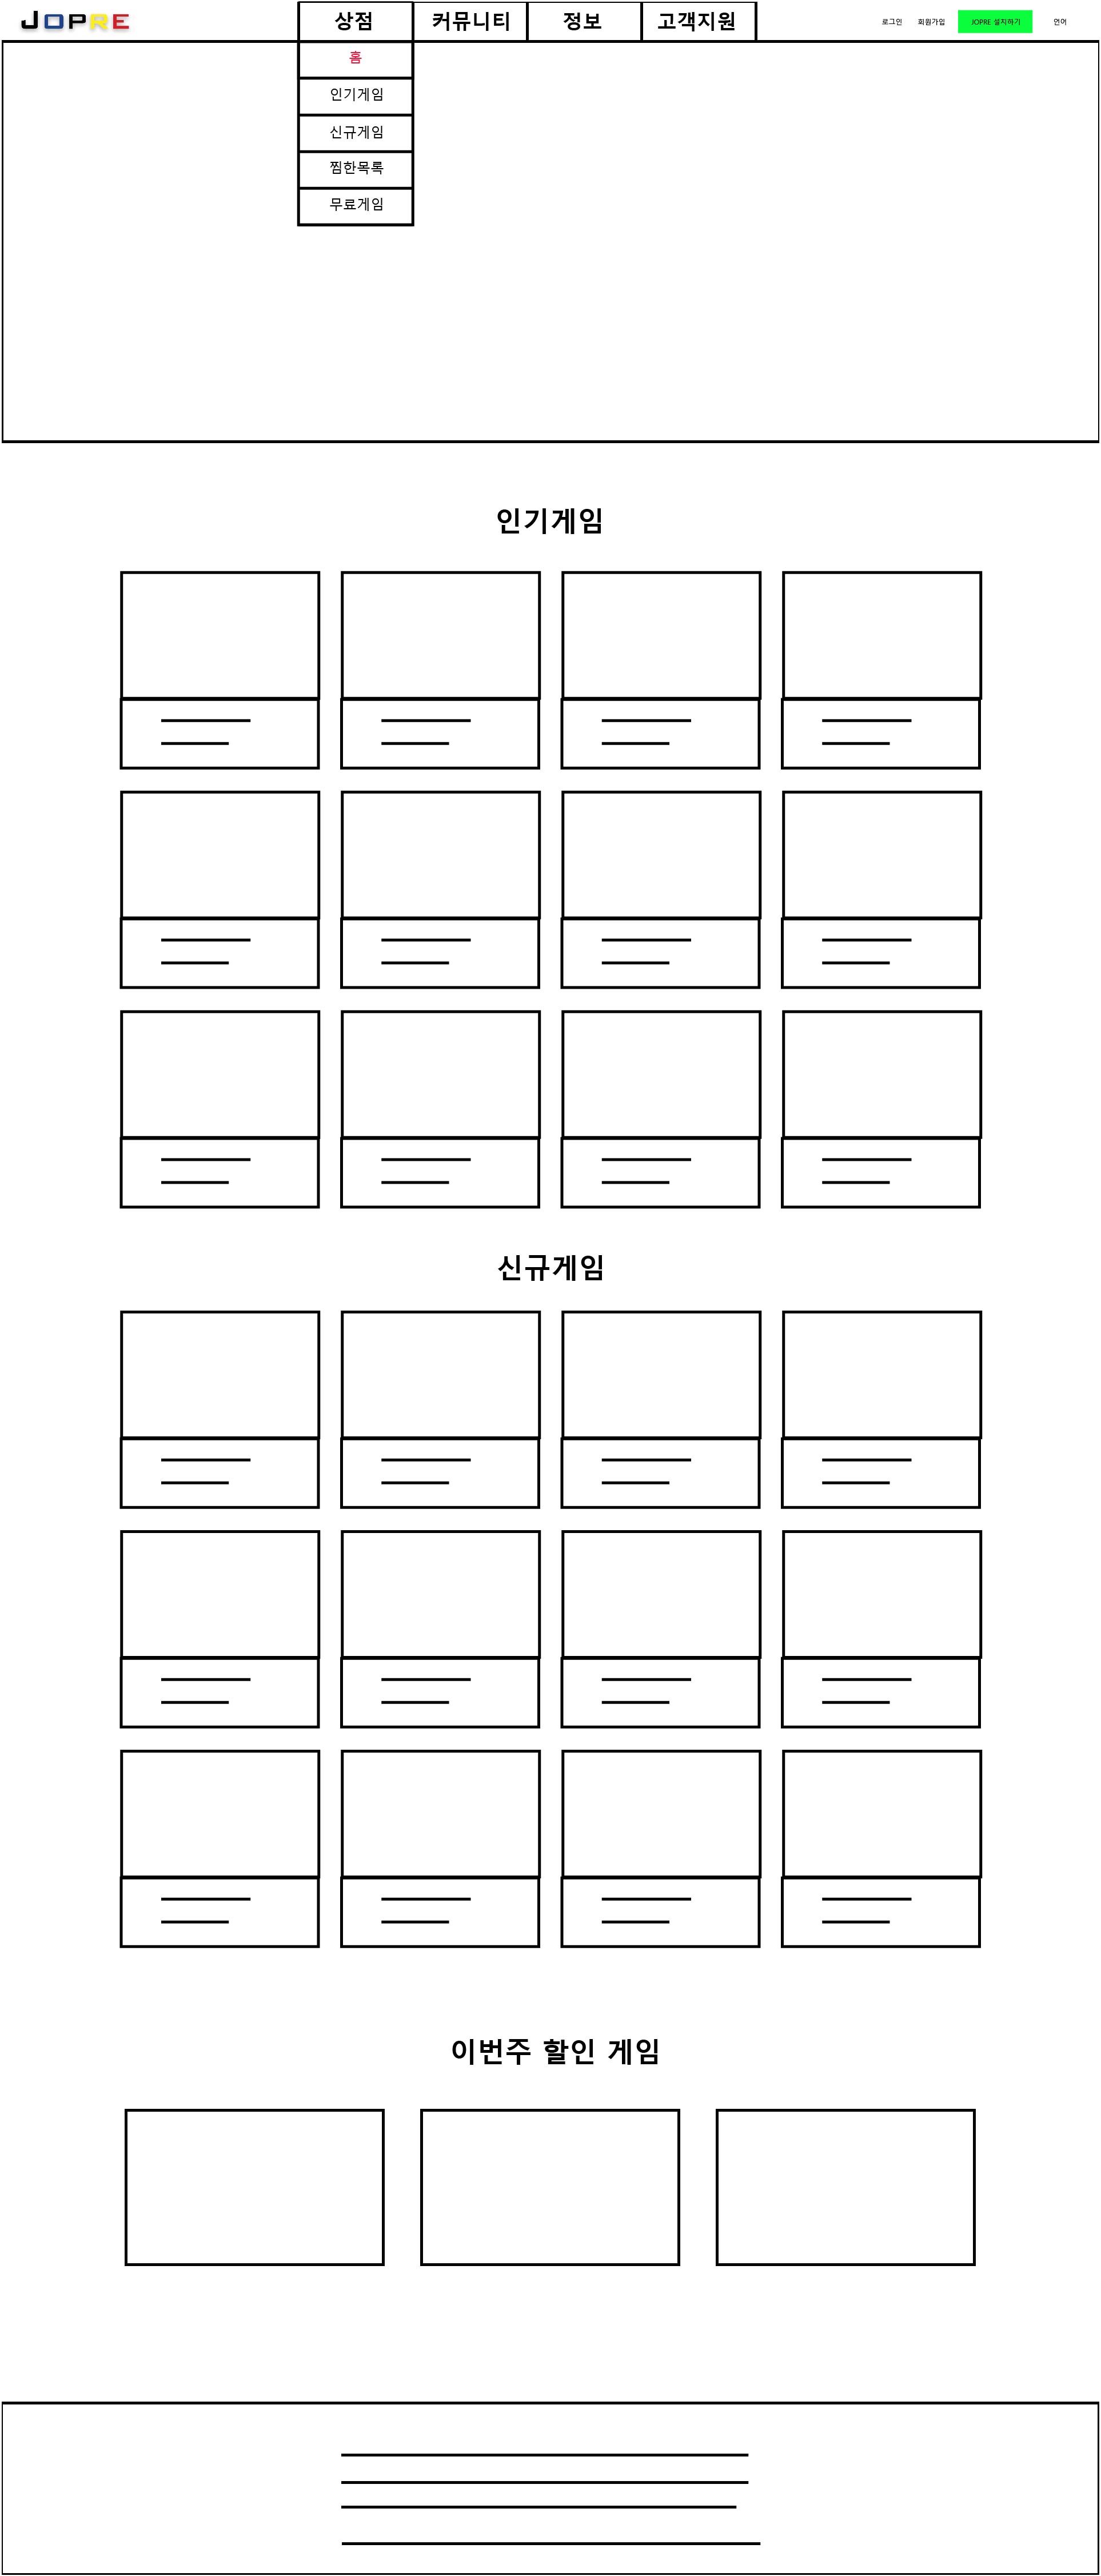 JOPRE
상점
커뮤니티
정보
고객지원
로그인
회원가입
JOPRE 설치하기
언어
홈
인기게임
신규게임
찜한목록
무료게임
인기게임
신규게임
이번주 할인 게임